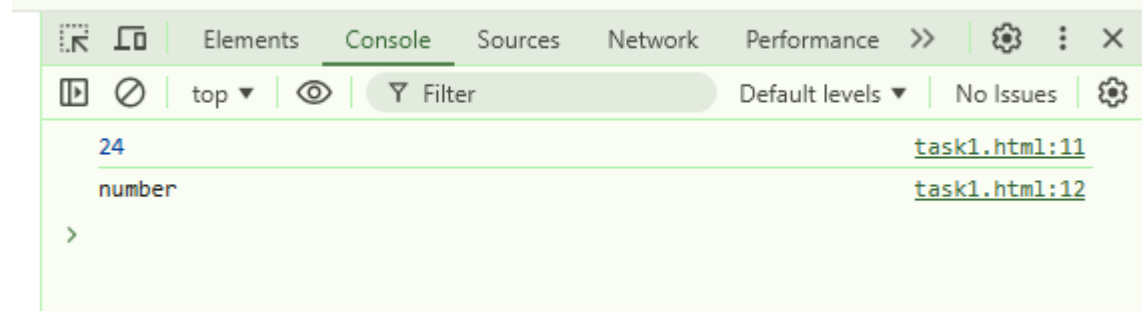 Elements Console Sources Network Performance
top Filter Default levels No Issues
24 task1.html:11
number task1.html:12